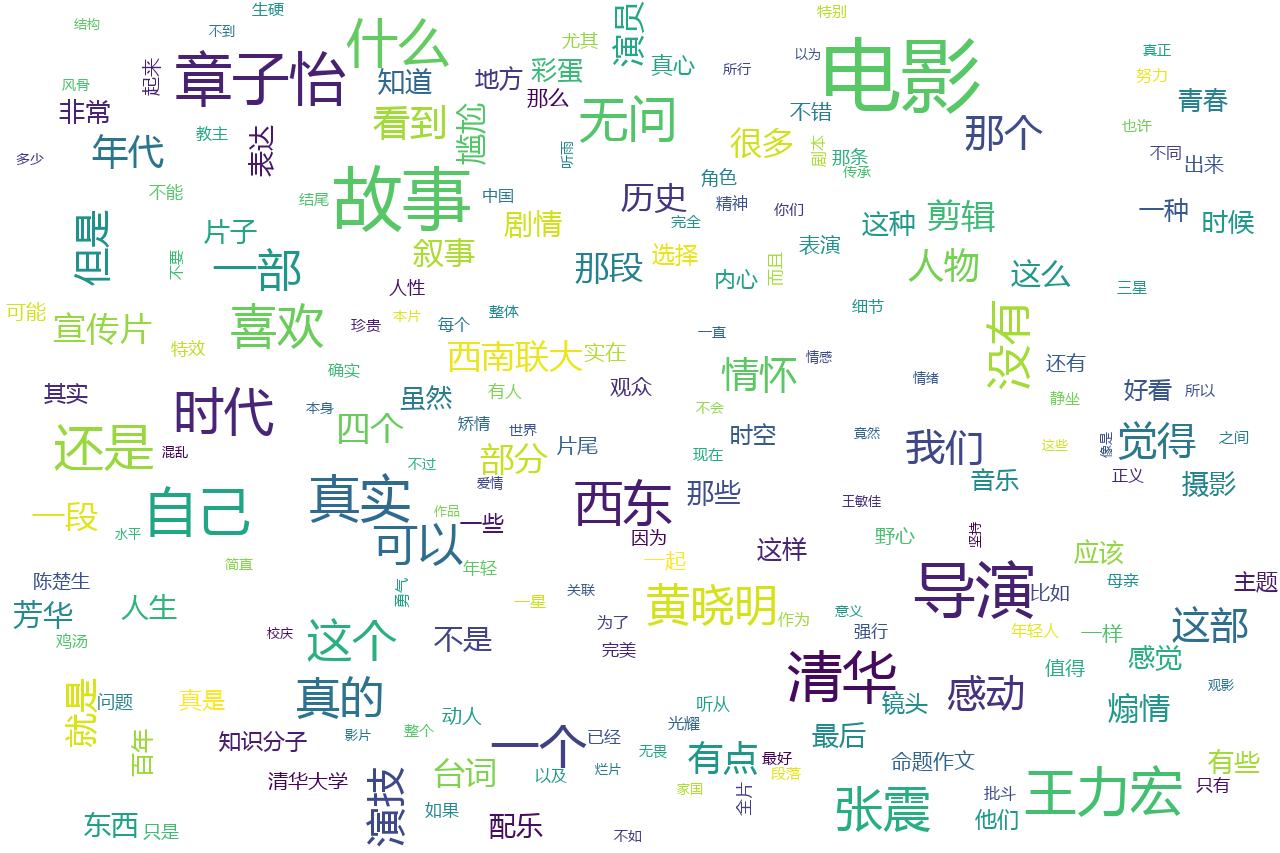 结构
生硬
不到
什么
演员
特别
尤其
电影
真正
以为
努力
章子怡
起来
知道
地方
彩蛋
真心
所行
风骨
非常
那么
青春
看到
无问
不错
那个
也许
教主
表达
尴尬
很多
年代
多少
听雨
剧本
那条
不同
出来
传承
不能
故事
中国
历史
角色
精神
你们
一种
结尾
但是
片子
剧情
完全
这种
剪辑
时候
叙事
选择
表演
一部
不要
那段
内心
而且
人物
这么
人性
三星
可能
宣传片
喜欢
珍贵
本片
每个
整体
细节
没有
一直
特效
西南联大
实在
情感
还有
确实
情怀
情绪
其实
时代
本身
虽然
有人
观众
不会
静坐
好看
所以
还是
混乱
四个
矫情
世界
片尾
时空
竟然
我们
这些
像是
觉得
之间
部分
不过
现在
自己
真实
爱情
西东
那些
音乐
正义
摄影
一段
作品
一些
王敏佳
水平
可以
因为
野心
坚持
简直
一起
这样
应该
陈楚生
年轻
导演
母亲
主题
芳华
人生
勇气
一星
关联
黄晓明
比如
鸡汤
校庆
这个
不是
为了
作为
意义
强行
年轻人
一样
这部
完美
清华
值得
感觉
观影
就是
问题
真是
真的
动人
听从
镜头
感动
煽情
百年
知识分子
影片
整个
一个
已经
光耀
最后
无畏
有点
最好
命题作文
有些
清华大学
台词
以及
烂片
段落
只有
演技
家国
全片
批斗
王力宏
东西
只是
如果
配乐
不如
张震
他们